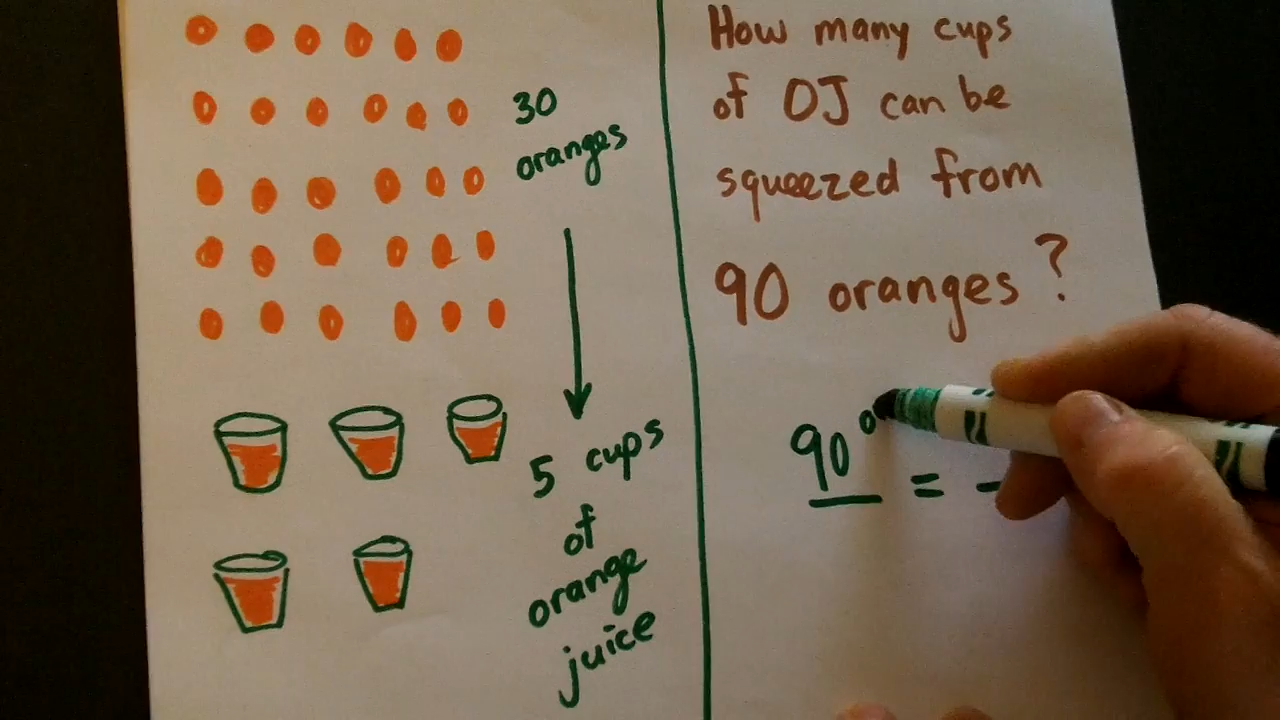 30
oranges
5 cups
of
orange
juice
How many cups
of OJ can be
squeezed from
90 oranges?
90 o
=